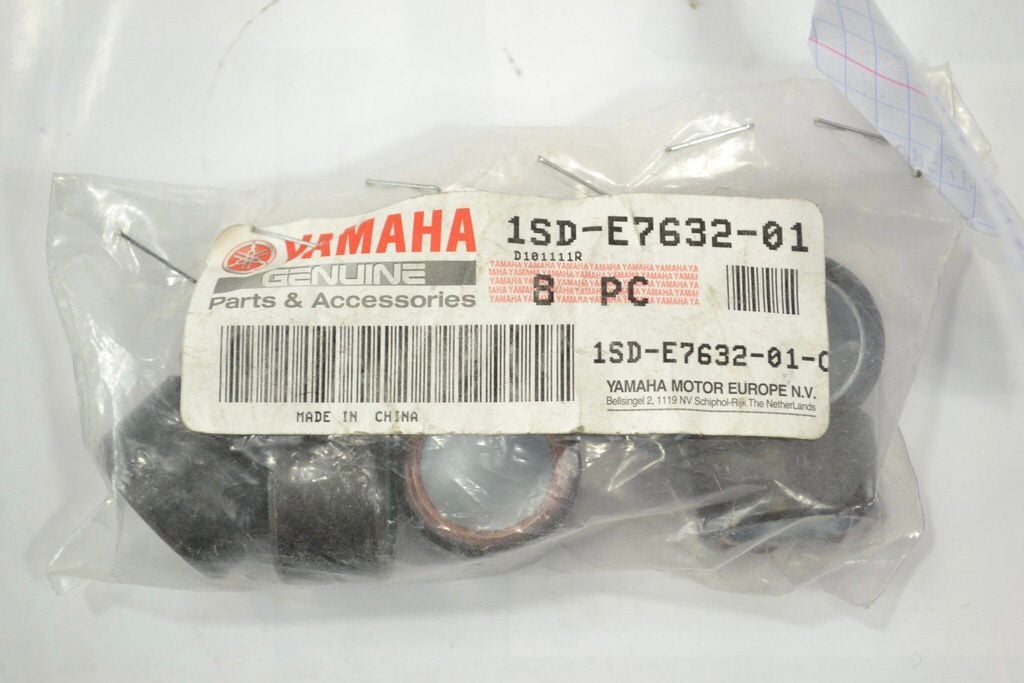 YAMAHA
GENUINE
Parts & Accessories
1SD-E7632-01
D101111R
8 PC
1SD-E7632-01-
YAMAHA MOTOR EUROPE N.V.
Bellsingel 2, 1119 NV Schiphol-Rijk The NetherLands
MADE IN CHINA